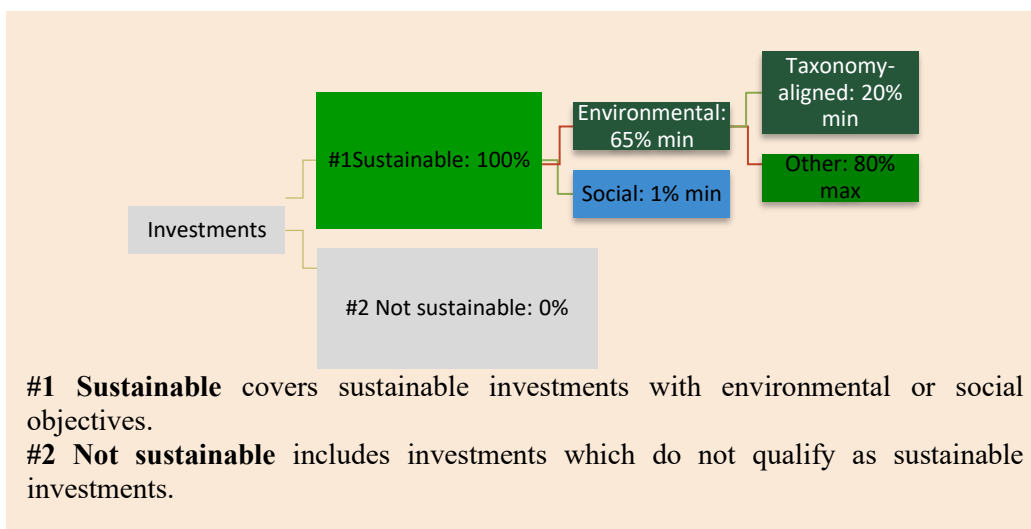 Taxonomy-
aligned: 20%
min
Environmental:
65% min
#1Sustainable: 100%
Other: 80%
max
Social: 1% min
Investments
#2 Not sustainable: 0%
#1 Sustainable covers sustainable investments with environmental or social
objectives.
#2 Not sustainable includes investments which do not qualify as sustainable
investments.